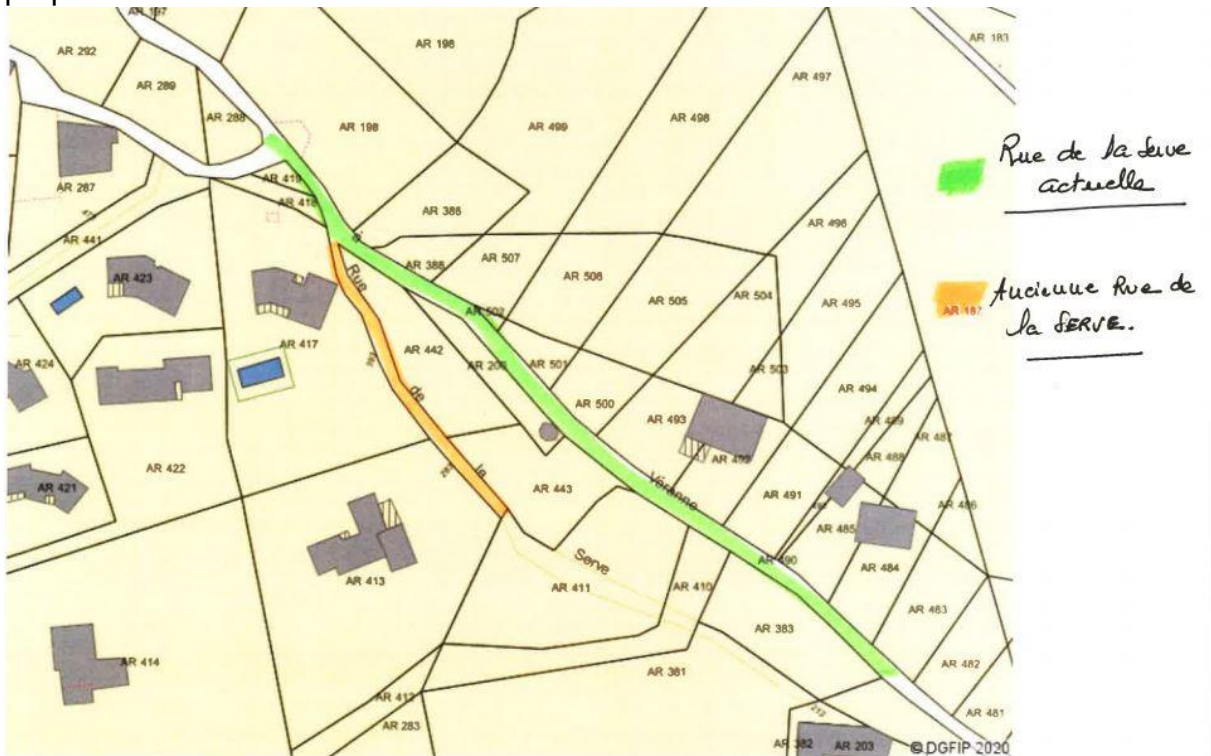 AR 197
AR 292
AR 196
AR 183
AR 289
AR 497
AR 288
AR 198
AR 499
AR 498
Rue de la Serve
actuelle
AR 287
AR 419
AR 418
AR 441
AR 386
AR 496
à
AR 423
Rue
AR 388
AR 507
AR 506
AR 505
AR 504
AR 495
Ancienne Rue de
AR 187
la SERVE.
AR 502
AR 417
AR 442
AR 424
AR 501
AR 503
AR 494
de
AR 500
AR 493
AR 489
AR 487
AR 492
AR 488
AR 422
la
AR 443
Véranne
AR 491
AR 421
AR 486
AR 485
AR 490
Serve
AR 484
AR 413
AR 411
AR 410
AR 483
AR 383
AR 414
AR 381
AR 482
AR 412
AR 283
AR 481
212
AR 382
AR 203
©DGFIP 2020